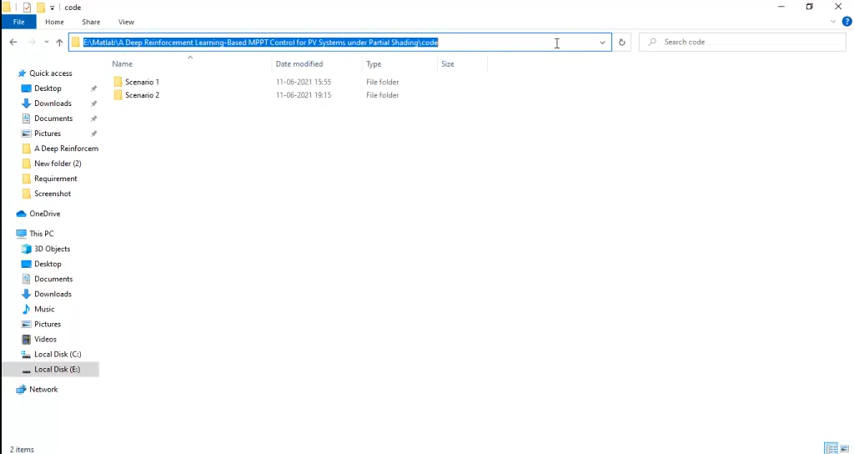 code
File Home Share View
E:\Matlab\A Deep Reinforcement Learning-Based MPPT Control for PV Systems under Partial Shading\code
Search code
Name Date modified Type Size
Scenario 1 11-06-2021 15:55 File folder
Scenario 2 11-06-2021 19:15 File folder
Quick access
Desktop
Downloads
Documents
Pictures
A Deep Reinforcem
New folder (2)
Requirement
Screenshot
OneDrive
This PC
3D Objects
Desktop
Documents
Downloads
Music
Pictures
Videos
Local Disk (C:)
Local Disk (E:)
Network
2 items